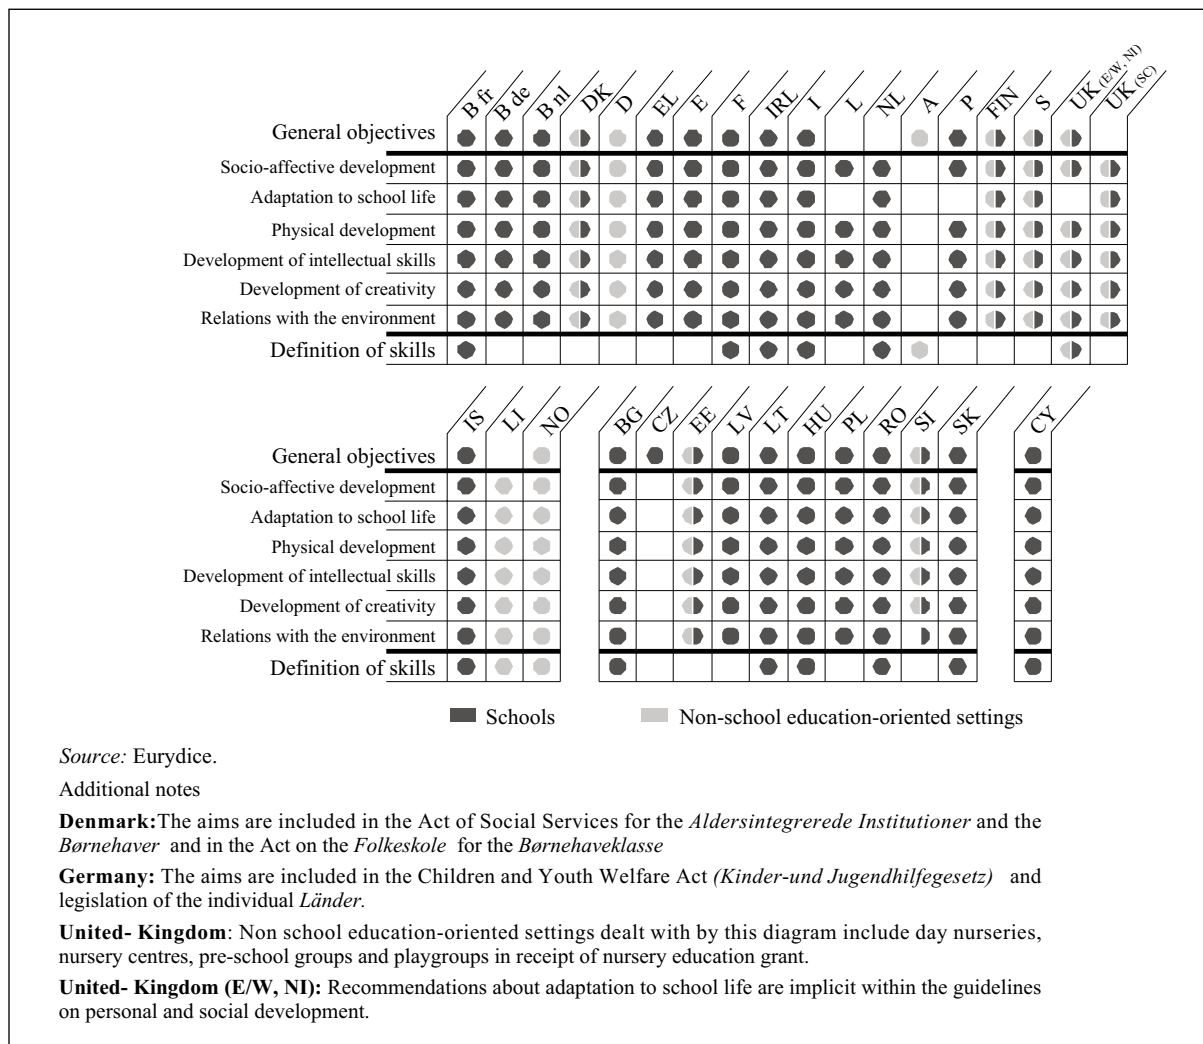 B fr B de B nl DK D EL E F IRL I L NL A P FIN S UK (E/W, NI) UK (SC)
General objectives
Socio-affective development
Adaptation to school life
Physical development
Development of intellectual skills
Development of creativity
Relations with the environment
Definition of skills
IS LI NO BG CZ EE LV LT HU PL RO SI SK CY
General objectives
Socio-affective development
Adaptation to school life
Physical development
Development of intellectual skills
Development of creativity
Relations with the environment
Definition of skills
Schools Non-school education-oriented settings
Source: Eurydice.
Additional notes
Denmark:The aims are included in the Act of Social Services for the Aldersintegrerede Institutioner and the
Børnehaver and in the Act on the Folkeskole for the Børnehaveklasse
Germany: The aims are included in the Children and Youth Welfare Act (Kinder-und Jugendhilfegesetz) and
legislation of the individual Länder.
United- Kingdom: Non school education-oriented settings dealt with by this diagram include day nurseries,
nursery centres, pre-school groups and playgroups in receipt of nursery education grant.
United- Kingdom (E/W, NI): Recommendations about adaptation to school life are implicit within the guidelines
on personal and social development.